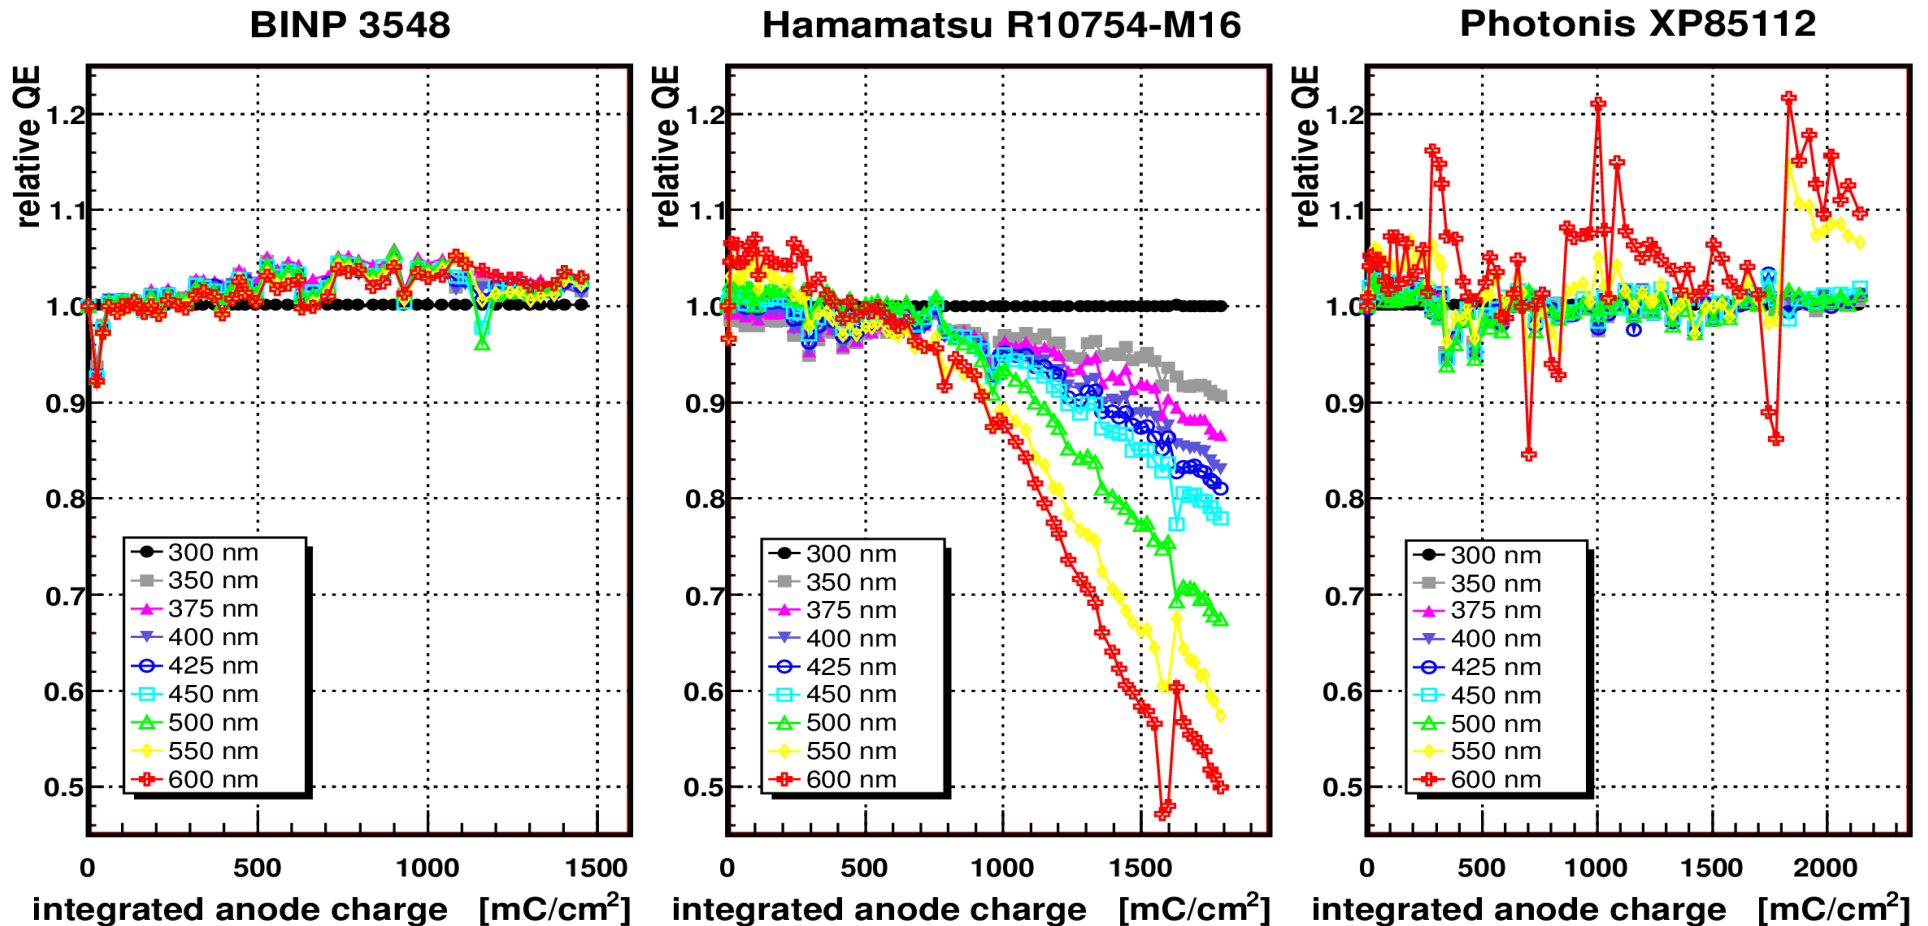 BINP 3548
relative QE
1.2
1.1
1.0
0.9
0.8
0.7
0.6
0.5
300 nm
350 nm
375 nm
400 nm
425 nm
450 nm
500 nm
550 nm
600 nm
0 500 1000 1500
integrated anode charge [mC/cm²]
Hamamatsu R10754-M16
relative QE
1.2
1.1
1.0
0.9
0.8
0.7
0.6
0.5
300 nm
350 nm
375 nm
400 nm
425 nm
450 nm
500 nm
550 nm
600 nm
0 500 1000 1500
integrated anode charge [mC/cm²]
Photonis XP85112
relative QE
1.2
1.1
1.0
0.9
0.8
0.7
0.6
0.5
300 nm
350 nm
375 nm
400 nm
425 nm
450 nm
500 nm
550 nm
600 nm
0 500 1000 1500 2000
integrated anode charge [mC/cm²]